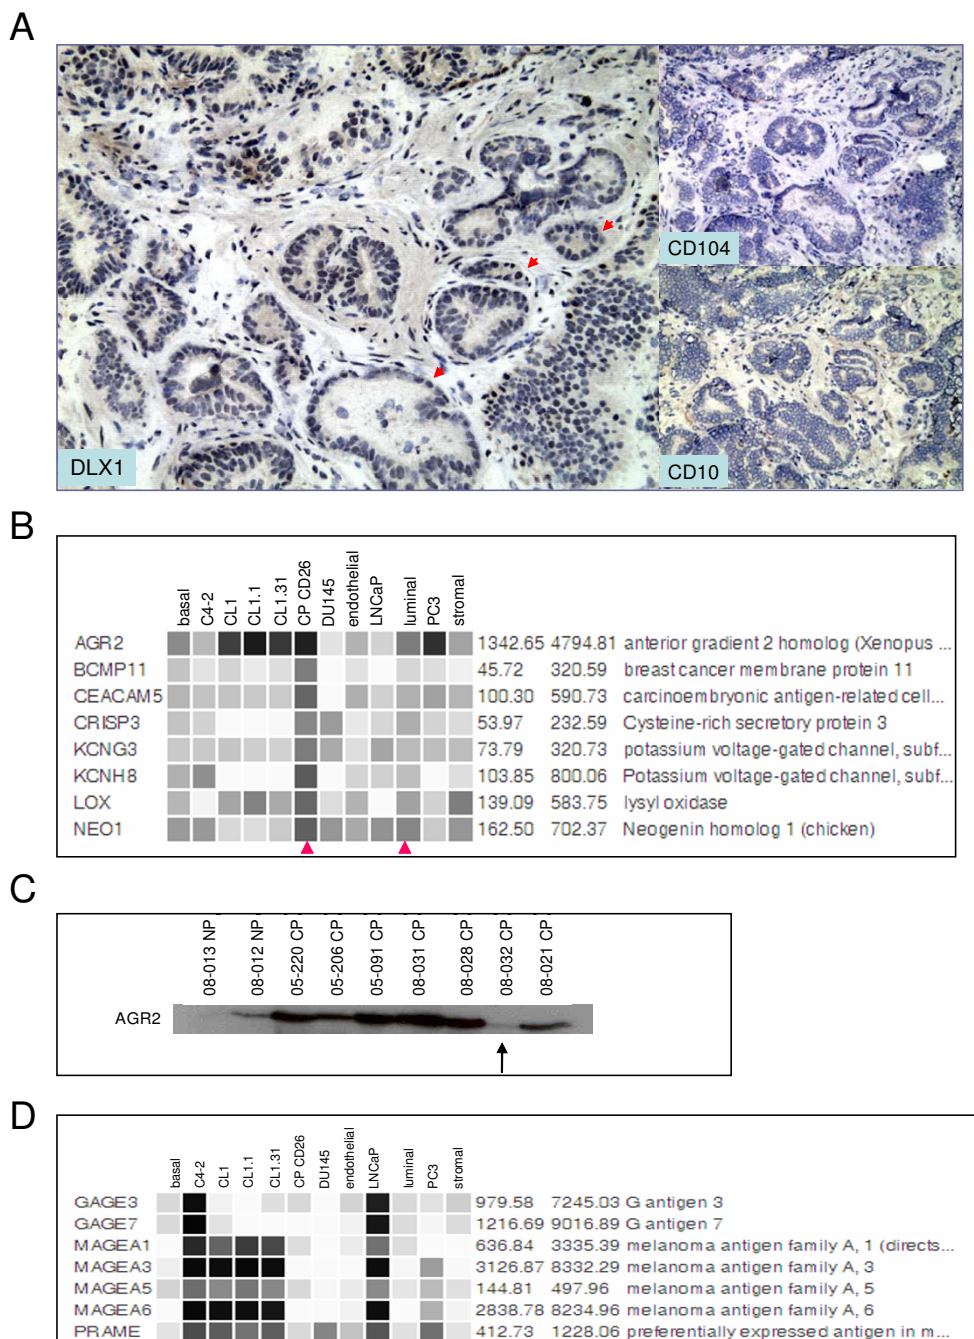 A
CD104
DLX1
CD10
B
basal C4-2 CL1 CL1.1 CL1.31 CP CD26 DU145 endothelial LNCaP luminal PC3 stromal
AGR2 1342.65 4794.81 anterior gradient 2 homolog (Xenopus ...
BCMP11 45.72 320.59 breast cancer membrane protein 11
CEACAM5 100.30 590.73 carcinoembryonic antigen-related cell...
CRISP3 53.97 232.59 Cysteine-rich secretory protein 3
KCNG3 73.79 320.73 potassium voltage-gated channel, subf...
KCNH8 103.85 800.06 Potassium voltage-gated channel, subf...
LOX 139.09 583.75 lysyl oxidase
NEO1 162.50 702.37 Neogenin homolog 1 (chicken)
C
08-013 NP 08-012 NP 05-220 CP 05-206 CP 05-091 CP 08-031 CP 08-028 CP 08-032 CP 08-021 CP
AGR2
D
basal C4-2 CL1 CL1.1 CL1.31 CP CD26 DU145 endothelial LNCaP luminal PC3 stromal
GAGE3 979.58 7245.03 G antigen 3
GAGE7 1216.69 9016.89 G antigen 7
MAGEA1 636.84 3335.39 melanoma antigen family A, 1 (directs...
MAGEA3 3126.87 8332.29 melanoma antigen family A, 3
MAGEA5 144.81 497.96 melanoma antigen family A, 5
MAGEA6 2838.78 8234.96 melanoma antigen family A, 6
PRAME 412.73 1228.06 preferentially expressed antigen in m...